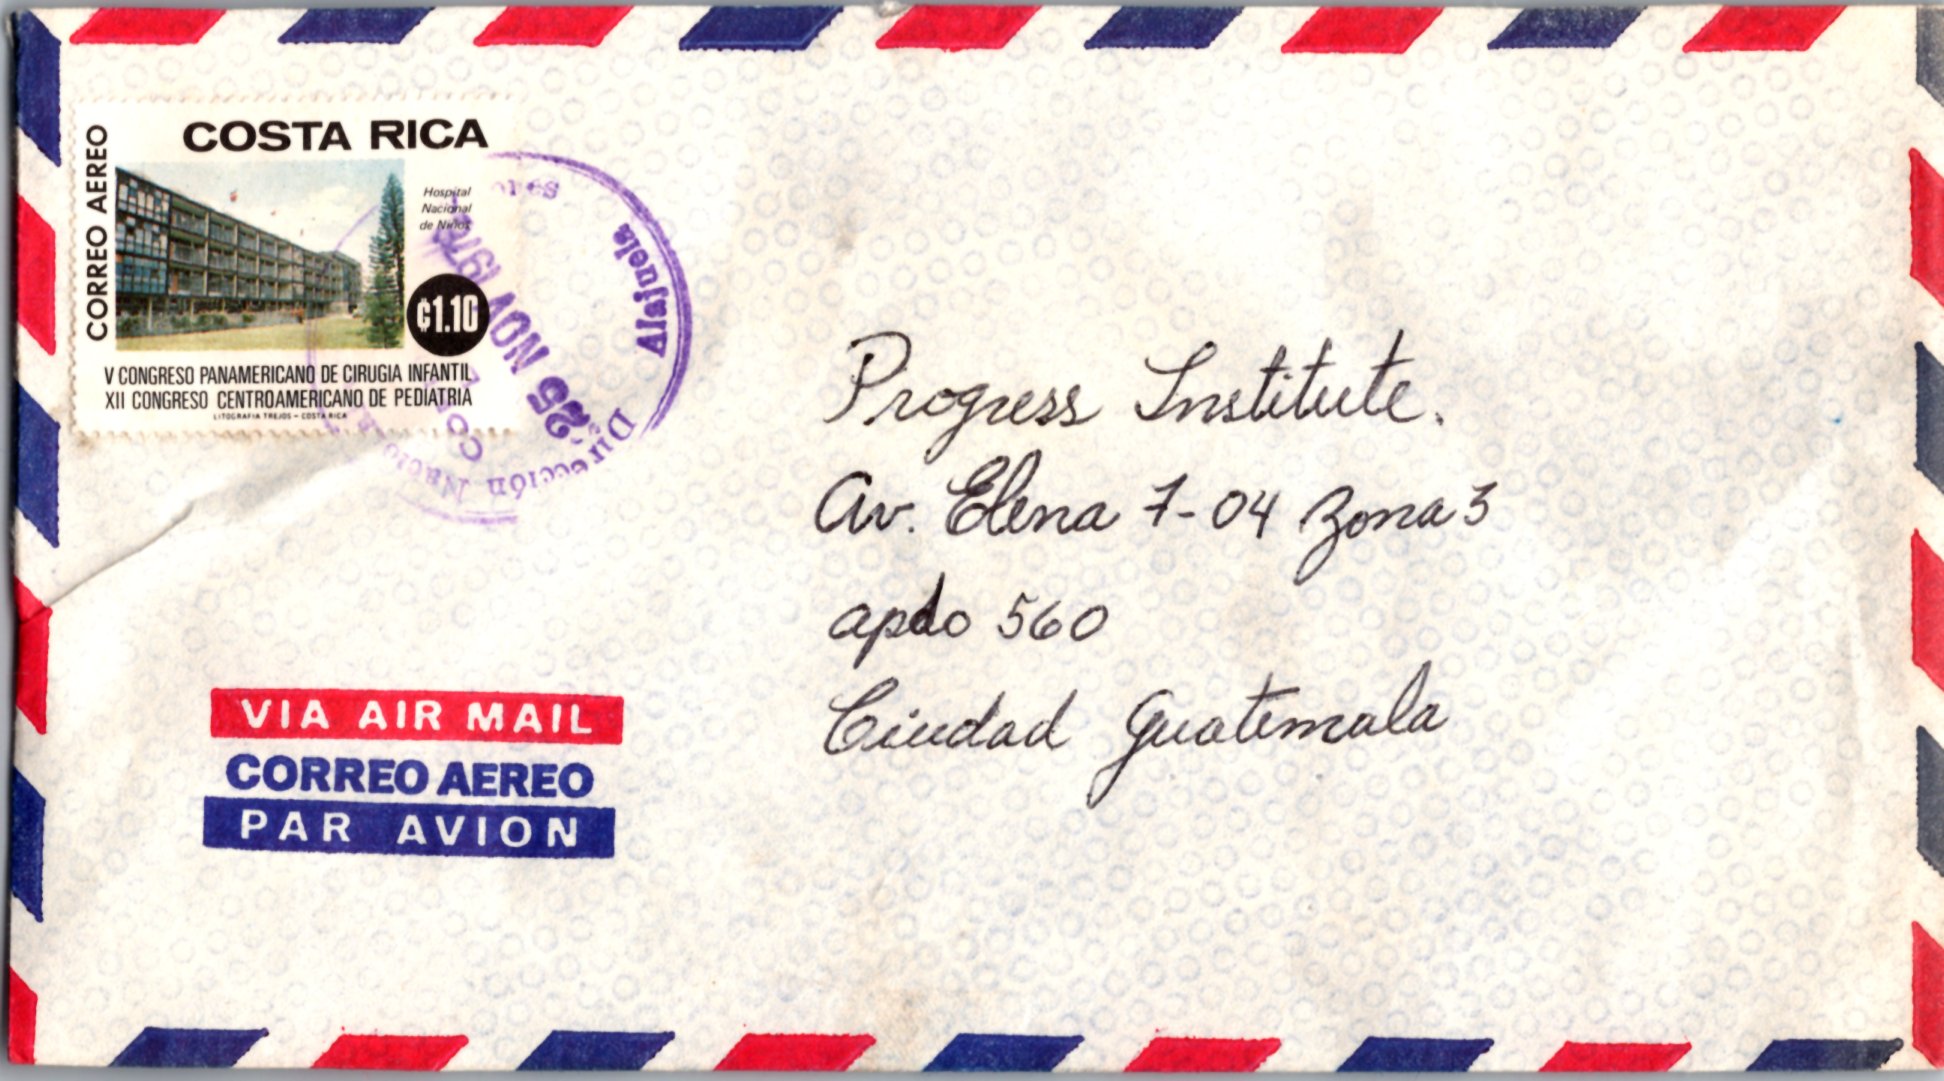 COSTA RICA
CORREO AEREO
Hospital
Nacional
de Niños
₡1.10
V CONGRESO PANAMERICANO DE CIRUGIA INFANTIL
XII CONGRESO CENTROAMERICANO DE PEDIATRIA
LITOGRAFIA TREJOS - COSTA RICA
Alajuela
25 NOV
Dirección
Progress Institute.
Av. Elena 7-04 Zona 3
apdo 560
Ciudad Guatemala
VIA AIR MAIL
CORREO AEREO
PAR AVION